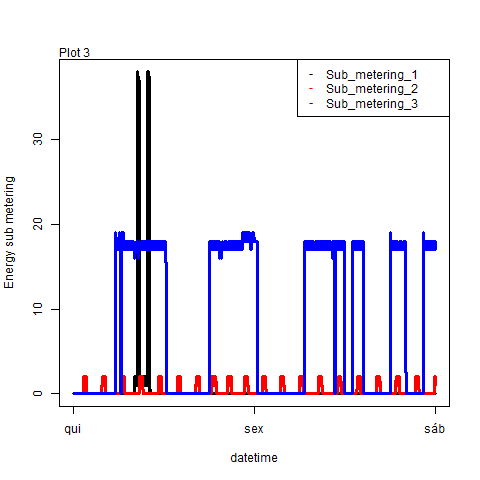 Plot 3
Sub_metering_1
Sub_metering_2
Sub_metering_3
Energy sub metering
30
20
10
0
qui sex sáb
datetime